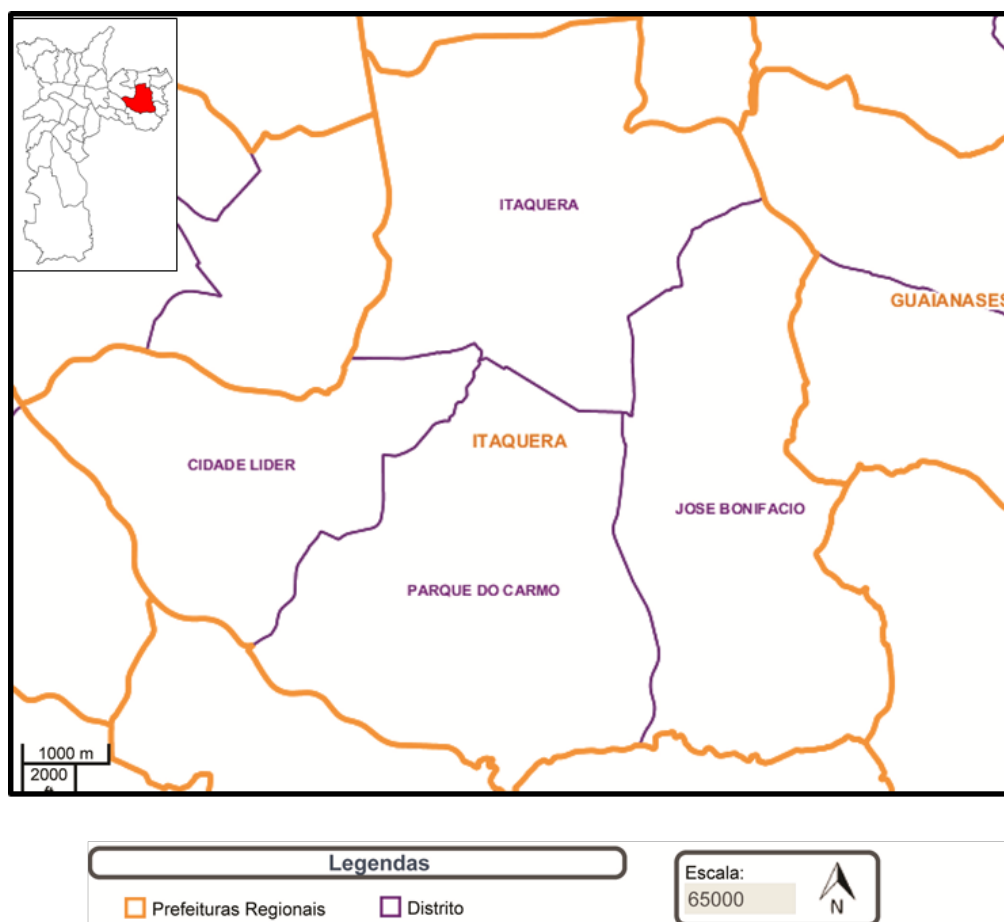 ITAQUERA
GUAIANASES
ITAQUERA
CIDADE LIDER
JOSE BONIFACIO
PARQUE DO CARMO
1000 m
2000
Legendas
Prefeituras Regionais
Distrito
Escala:
65000
N